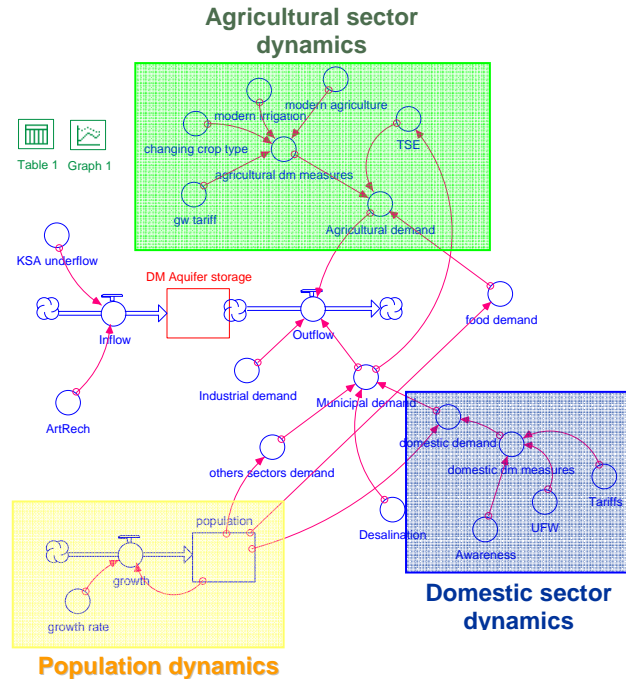 Agricultural sector
dynamics
modern agriculture
modern irrigation
TSE
changing crop type
Table 1
Graph 1
agricultural dm measures
gw tariff
Agricultural demand
KSA underflow
DM Aquifer storage
food demand
Inflow
Outflow
Industrial demand
Municipal demand
ArtRech
domestic demand
others sectors demand
domestic dm measures
Tariffs
UFW
Desalination
population
Awareness
growth
Domestic sector
dynamics
growth rate
Population dynamics